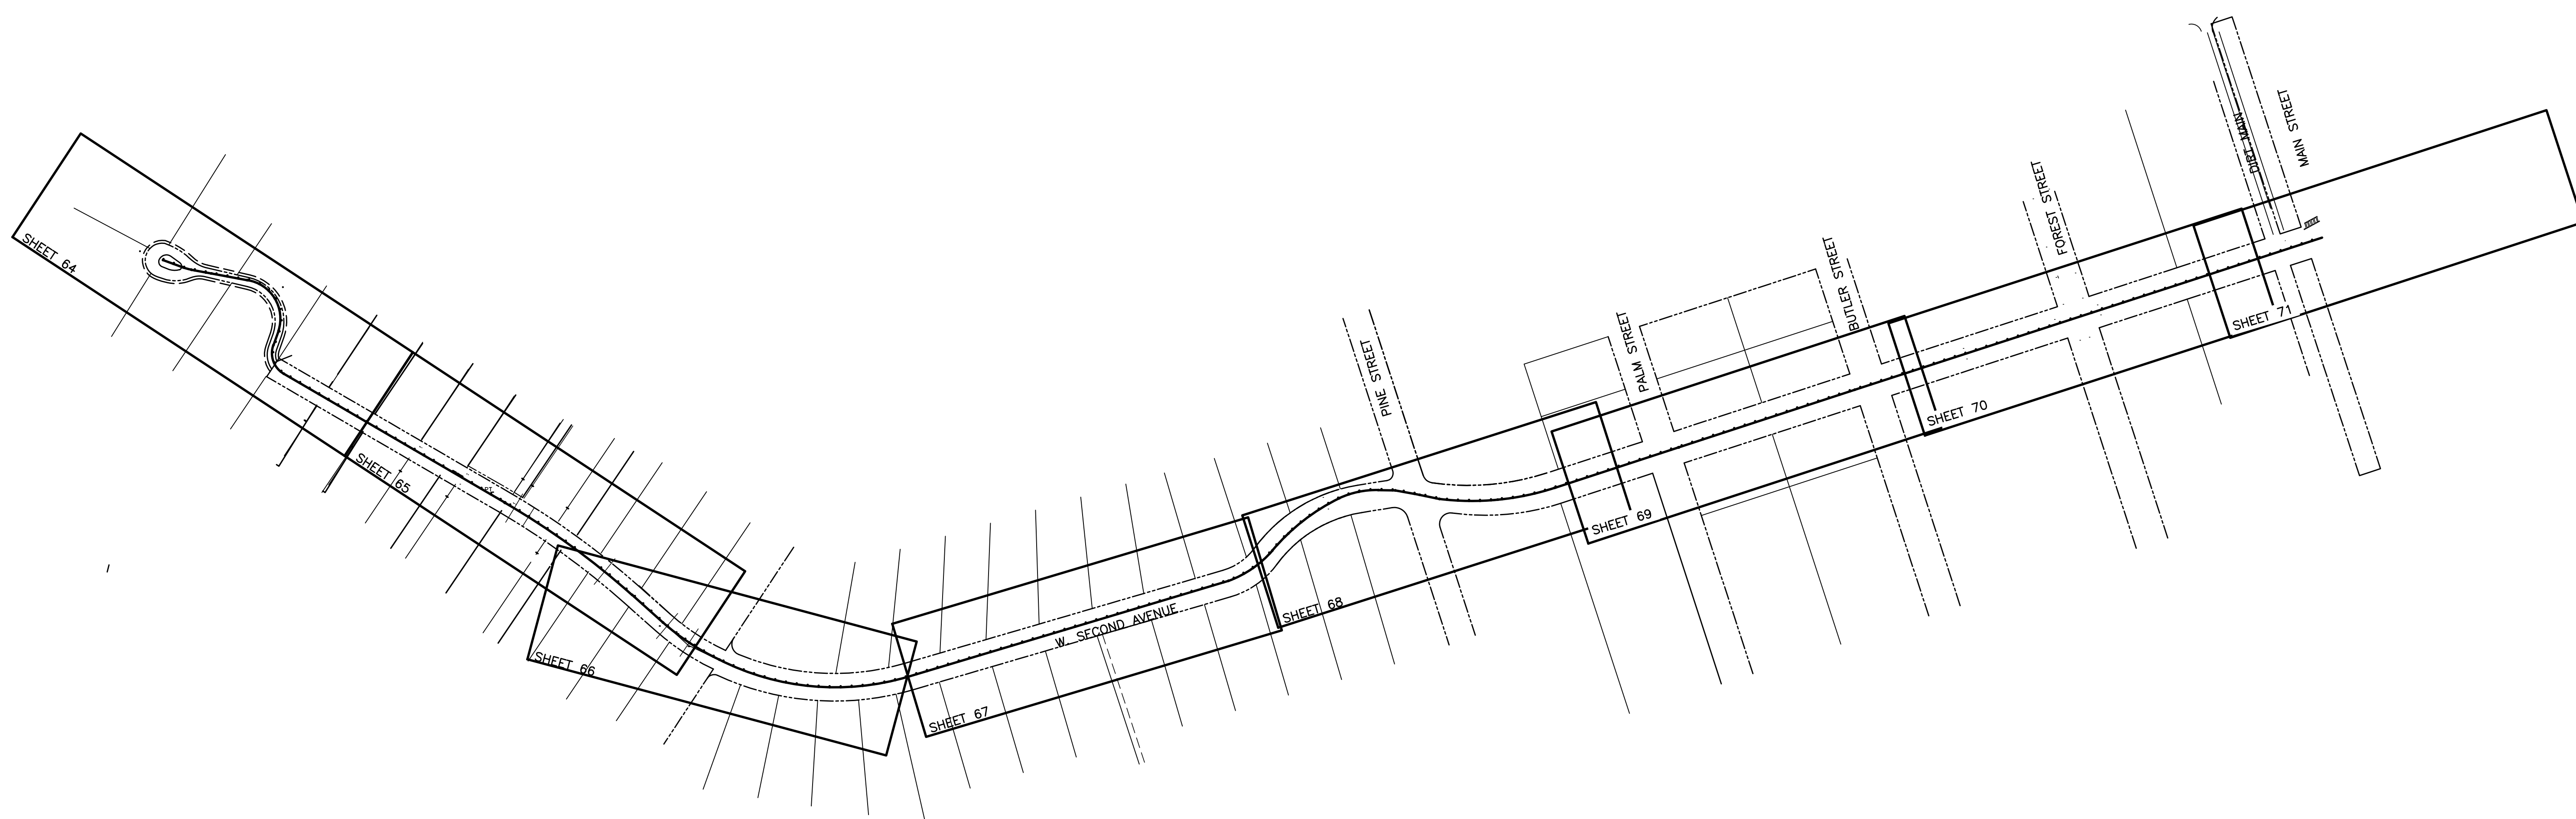 SHEET 64
SHEET 65
SHEET 66
SHEET 67
W. SECOND AVENUE
SHEET 68
PINE STREET
SHEET 69
PALM STREET
BUTLER STREET
SHEET 70
FOREST STREET
SHEET 71
MAIN
MAIN STREET